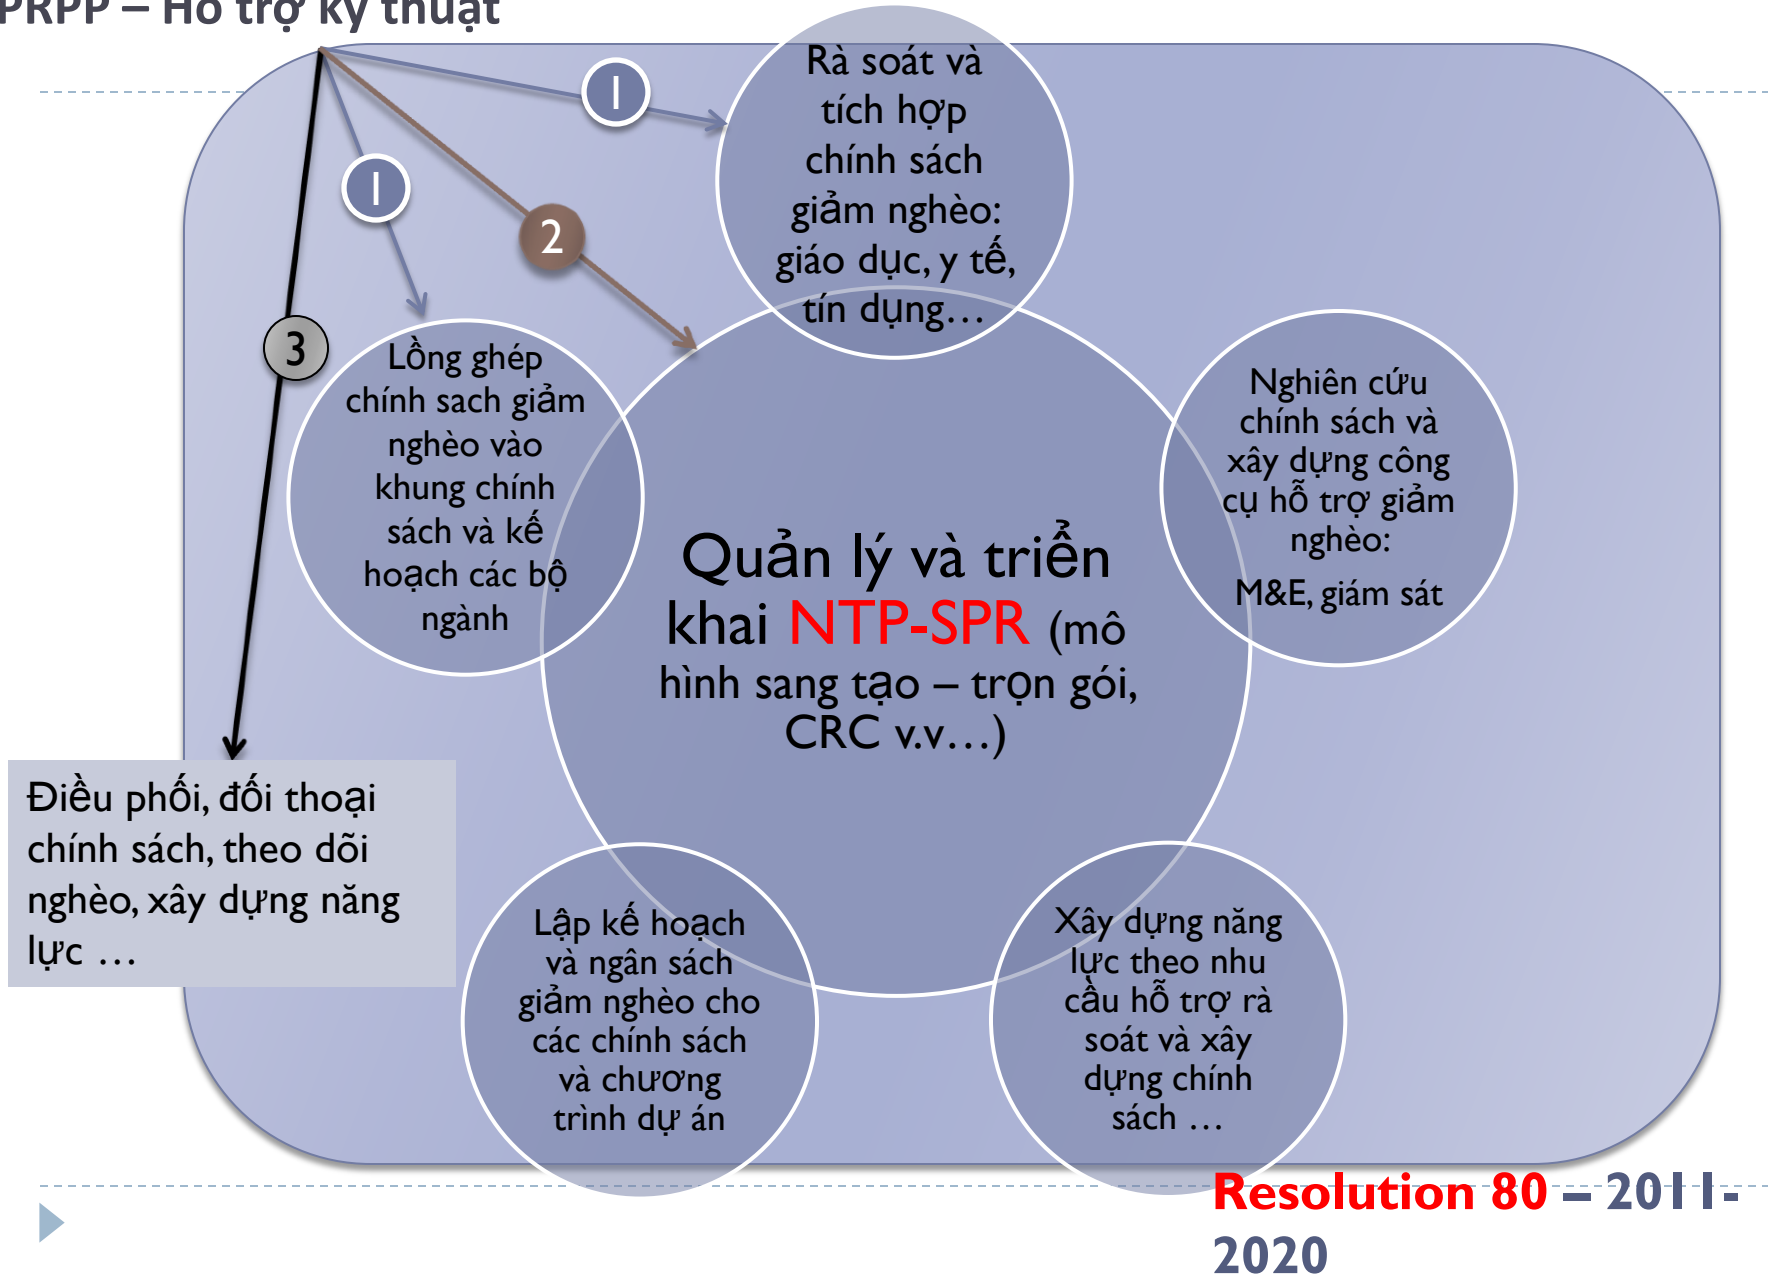 PRPP – Hỗ trợ kỹ thuật
1
1
2
3
Rà soát và
tích hợp
chính sách
giảm nghèo:
giáo dục, y tế,
tín dụng…
Lồng ghép
chính sach giảm
nghèo vào
khung chính
sách và kế
hoạch các bộ
ngành
Nghiên cứu
chính sách và
xây dựng công
cụ hỗ trợ giảm
nghèo:
M&E, giám sát
Quản lý và triển
khai NTP-SPR (mô
hình sang tạo – trọn gói,
CRC v.v…)
Điều phối, đối thoại
chính sách, theo dõi
nghèo, xây dựng năng
lực …
Lập kế hoạch
và ngân sách
giảm nghèo cho
các chính sách
và chương
trình dự án
Xây dựng năng
lực theo nhu
cầu hỗ trợ rà
soát và xây
dựng chính
sách …
Resolution 80 – 2011-
2020